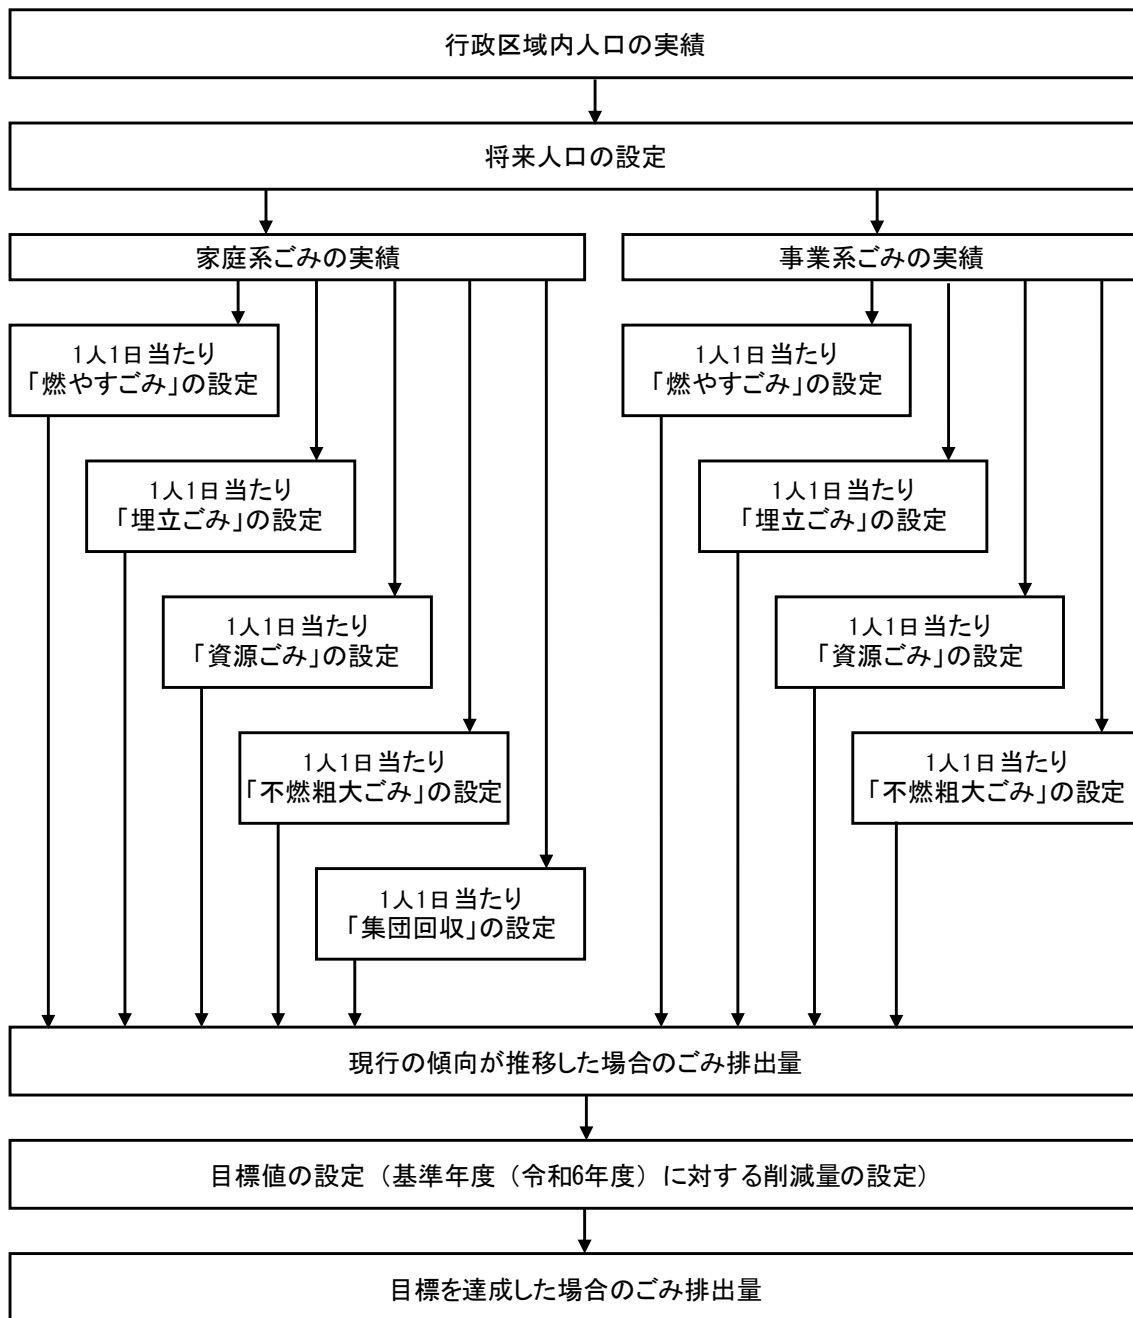 行政区域内人口の実績
将来人口の設定
家庭系ごみの実績
事業系ごみの実績
1人1日当たり
「燃やすごみ」の設定
1人1日当たり
「燃やすごみ」の設定
1人1日当たり
「埋立ごみ」の設定
1人1日当たり
「埋立ごみ」の設定
1人1日当たり
「資源ごみ」の設定
1人1日当たり
「資源ごみ」の設定
1人1日当たり
「不燃粗大ごみ」の設定
1人1日当たり
「不燃粗大ごみ」の設定
1人1日当たり
「集団回収」の設定
現行の傾向が推移した場合のごみ排出量
目標値の設定（基準年度（令和6年度）に対する削減量の設定）
目標を達成した場合のごみ排出量